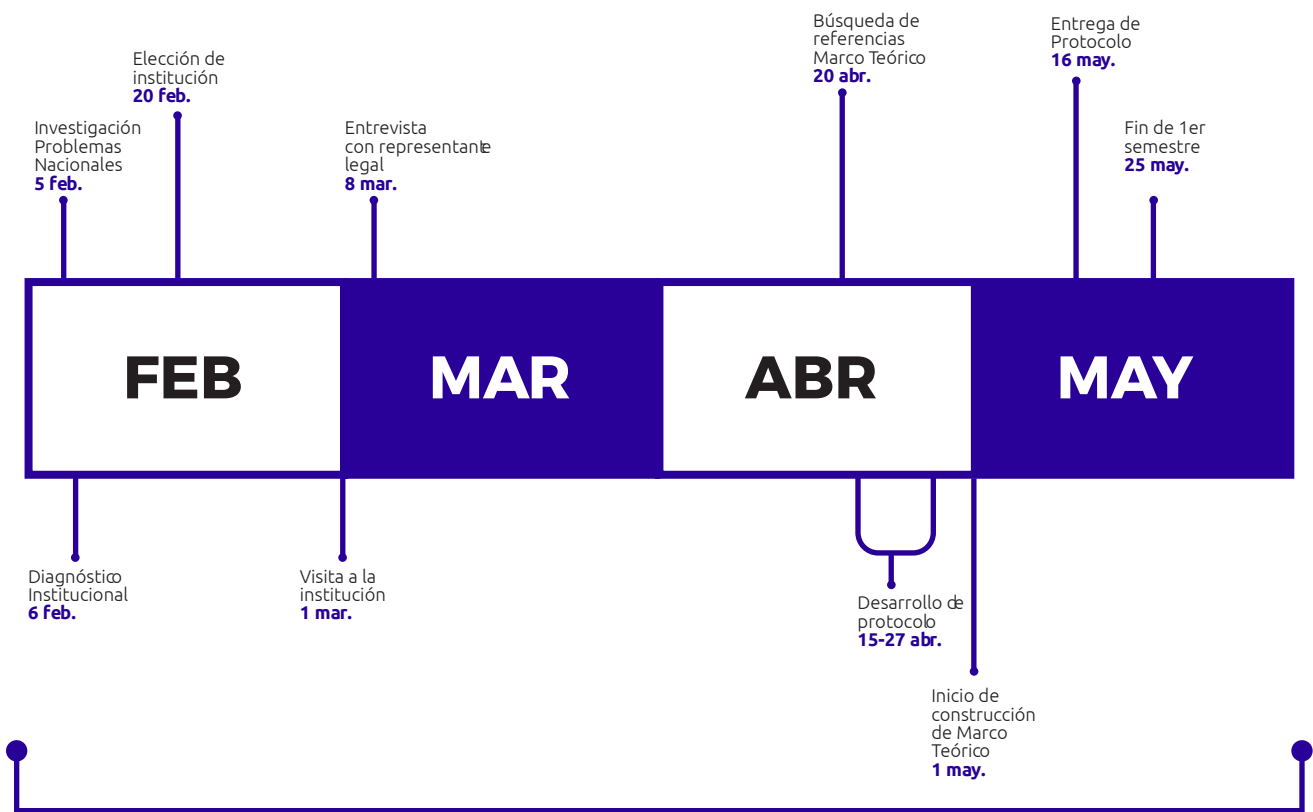 Búsqueda de
referencias
Marco Teórico
20 abr.
Entrega de
Protocolo
16 may.
Elección de
institución
20 feb.
Investigación
Problemas
Nacionales
5 feb.
Entrevista
con representante
legal
8 mar.
Fin de 1er
semestre
25 may.
FEB
MAR
ABR
MAY
Diagnóstico
Institucional
6 feb.
Visita a la
institución
1 mar.
Desarrollo de
protocolo
15-27 abr.
Inicio de
construcción
de Marco
Teórico
1 may.